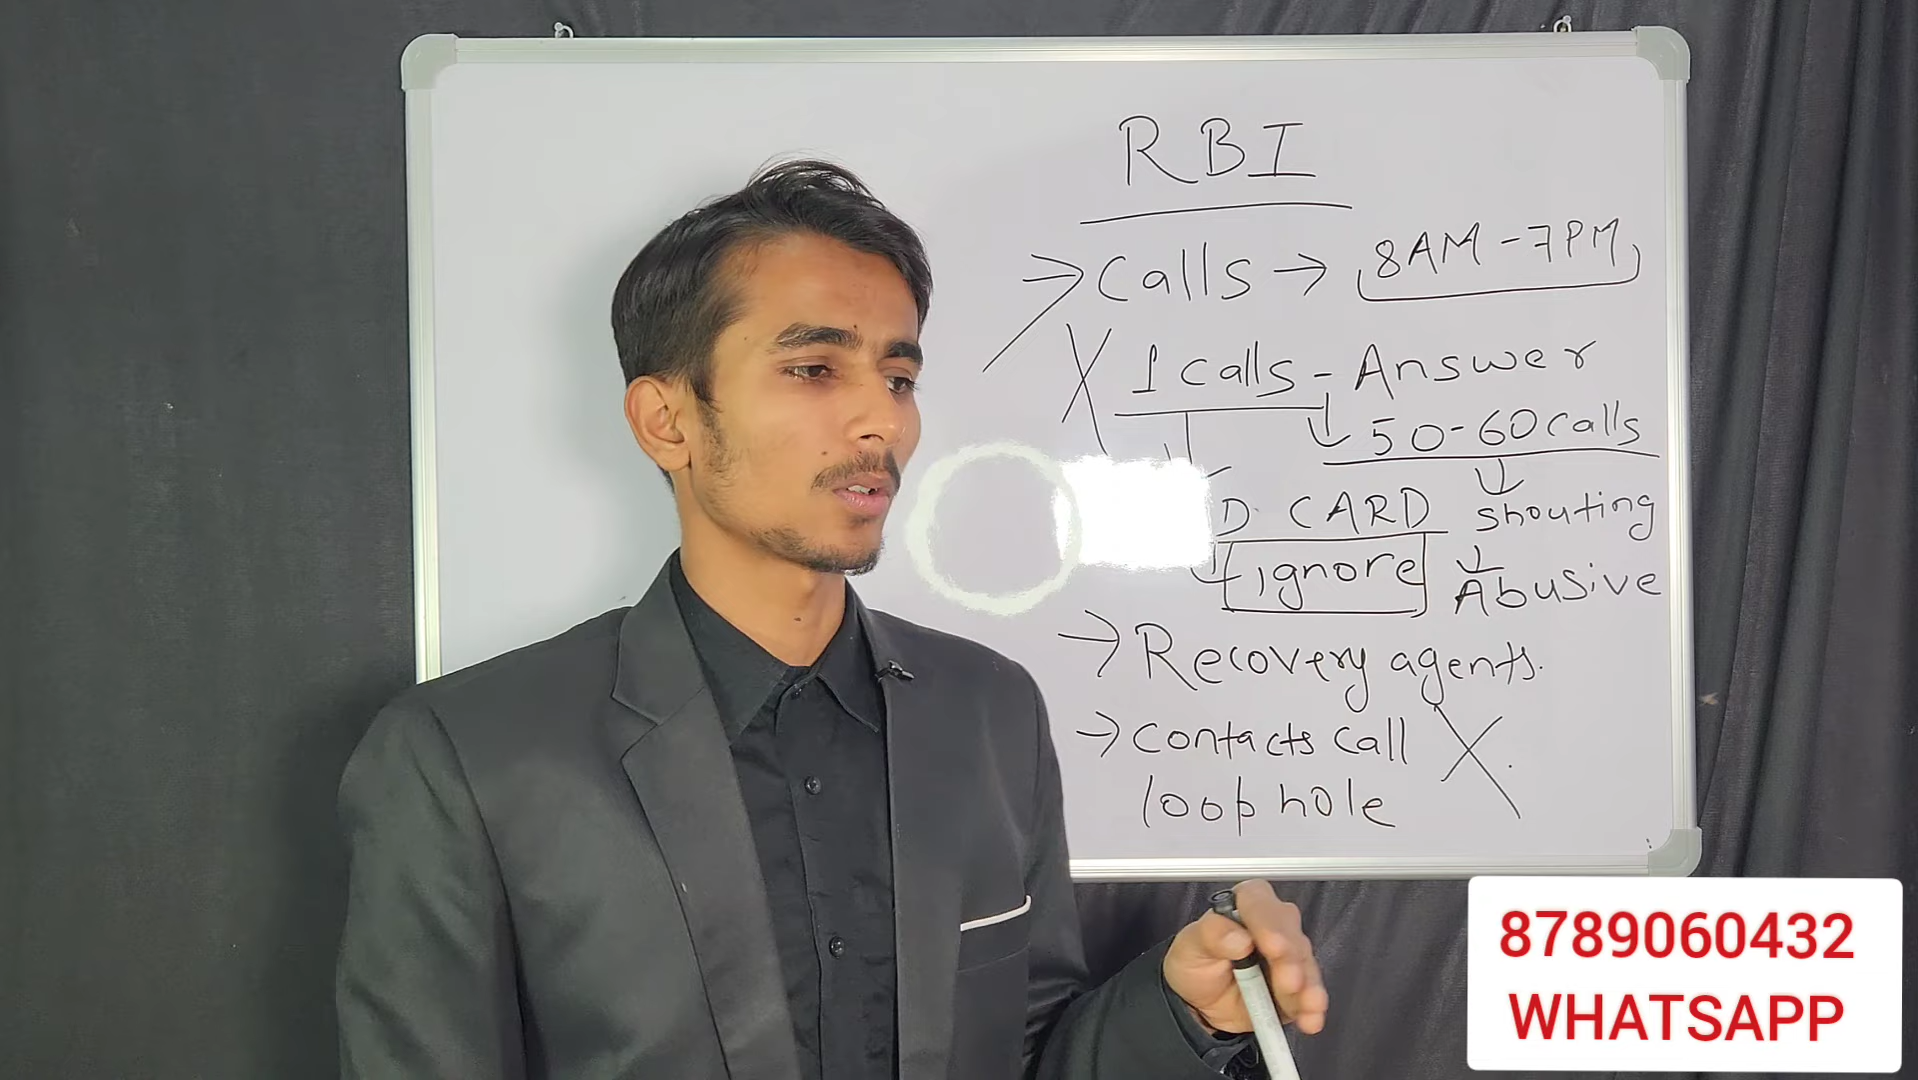 RBI
→ Calls → 8AM - 7PM
X 1 calls - Answer
↓ 50-60 calls
D. CARD shouting
ignore Abusive
→ Recovery agents.
→ contacts call X
loop hole
8789060432
WHATSAPP